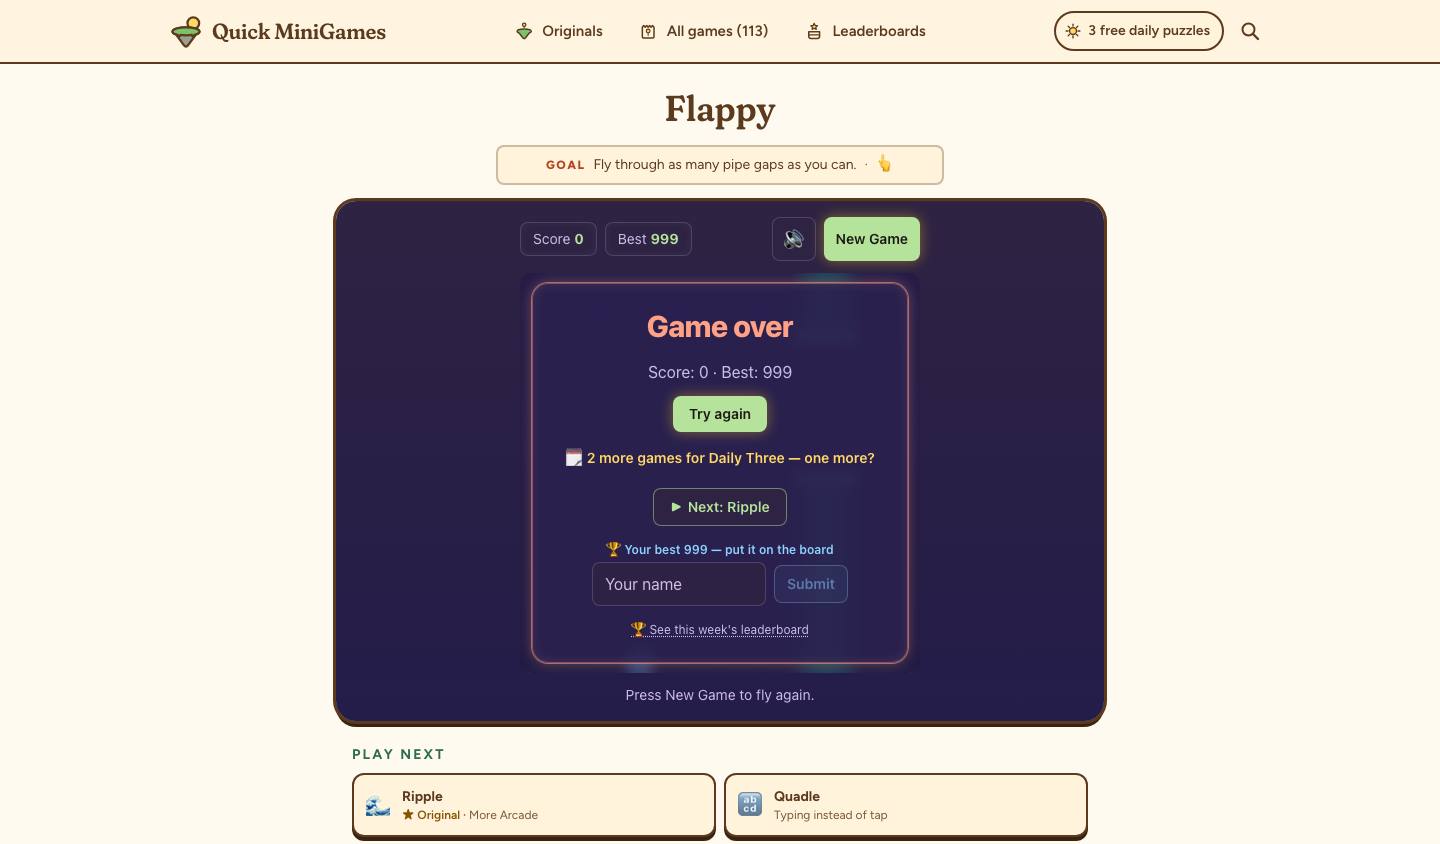 Quick MiniGames
Originals
All games (113)
Leaderboards
3 free daily puzzles
Flappy
GOAL Fly through as many pipe gaps as you can. ·
Score 0
Best 999
New Game
Game over
Score: 0 · Best: 999
Try again
2 more games for Daily Three — one more?
Next: Ripple
Your best 999 — put it on the board
Your name
Submit
See this week's leaderboard
Press New Game to fly again.
PLAY NEXT
Ripple
Original · More Arcade
abcd
Quadle
Typing instead of tap